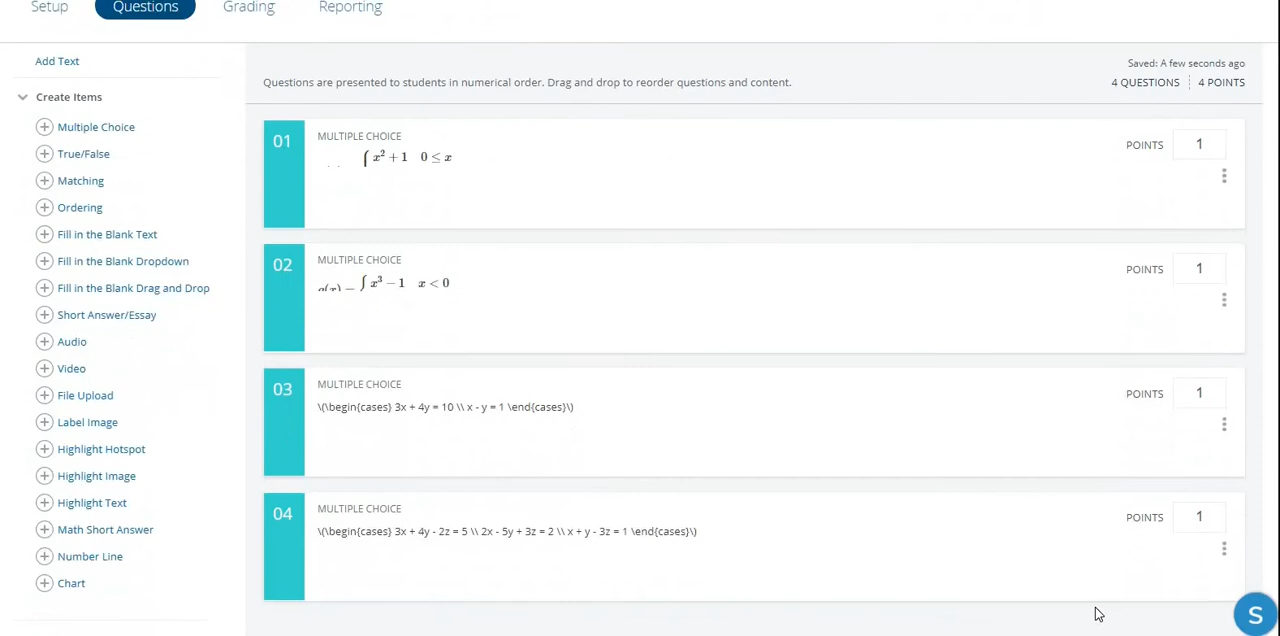 Setup Questions Grading Reporting
Add Text
Saved: A few seconds ago
Questions are presented to students in numerical order. Drag and drop to reorder questions and content.
4 QUESTIONS 4 POINTS
Create Items
Multiple Choice
True/False
Matching
Ordering
Fill in the Blank Text
Fill in the Blank Dropdown
Fill in the Blank Drag and Drop
Short Answer/Essay
Audio
Video
File Upload
Label Image
Highlight Hotspot
Highlight Image
Highlight Text
Math Short Answer
Number Line
Chart
01
MULTIPLE CHOICE
x² + 1 0 ≤ x
POINTS 1
02
MULTIPLE CHOICE
x³ − 1 x < 0
POINTS 1
03
MULTIPLE CHOICE
\(\begin{cases} 3x + 4y = 10 \\ x - y = 1 \end{cases}\)
POINTS 1
04
MULTIPLE CHOICE
\(\begin{cases} 3x + 4y - 2z = 5 \\ 2x - 5y + 3z = 2 \\ x + y - 3z = 1 \end{cases}\)
POINTS 1
S